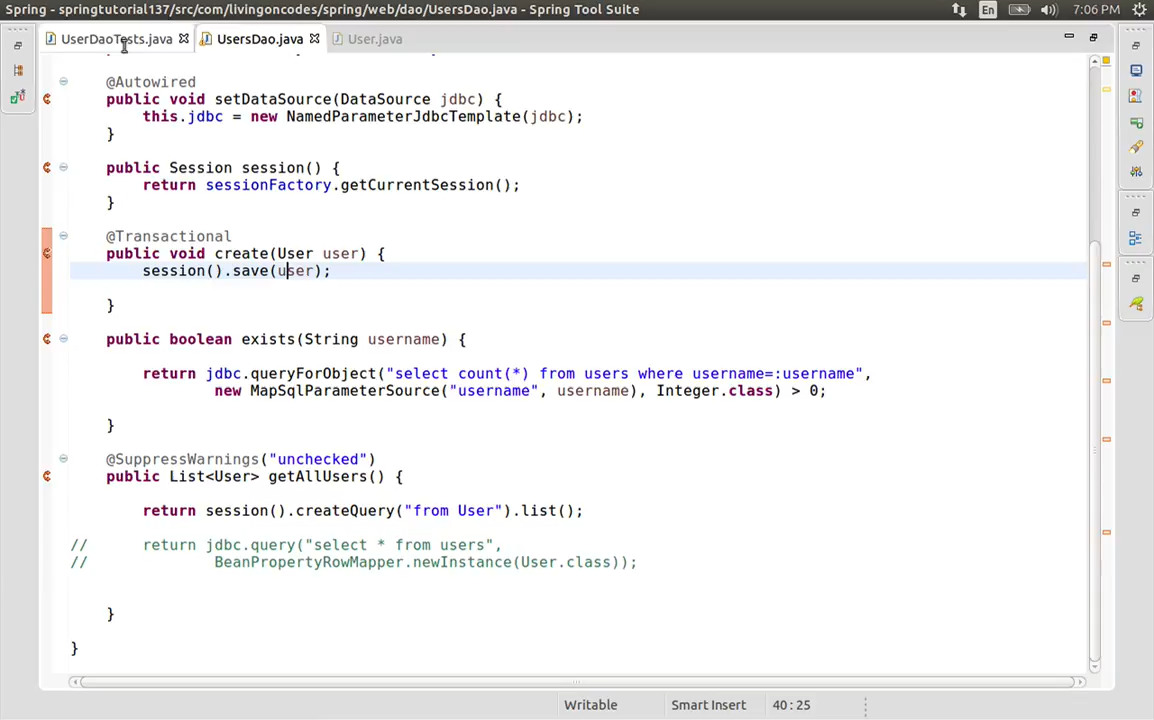 Spring - springtutorial137/src/com/livingoncodes/spring/web/dao/UsersDao.java - Spring Tool Suite
En
7:06 PM
UserDaoTests.java
UsersDao.java
User.java
@Autowired
public void setDataSource(DataSource jdbc) {
this.jdbc = new NamedParameterJdbcTemplate(jdbc);
}
public Session session() {
return sessionFactory.getCurrentSession();
}
@Transactional
public void create(User user) {
session().save(user);
}
public boolean exists(String username) {
return jdbc.queryForObject("select count(*) from users where username=:username",
new MapSqlParameterSource("username", username), Integer.class) > 0;
}
@SuppressWarnings("unchecked")
public List<User> getAllUsers() {
return session().createQuery("from User").list();
// return jdbc.query("select * from users",
// BeanPropertyRowMapper.newInstance(User.class));
}
}
Writable
Smart Insert
40 : 25